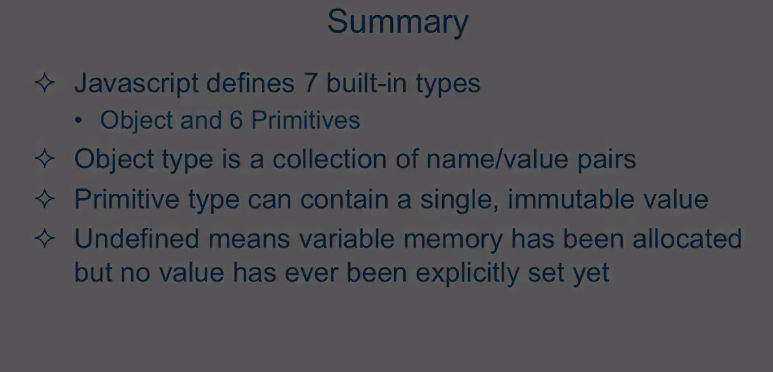 Summary
✧ Javascript defines 7 built-in types
• Object and 6 Primitives
✧ Object type is a collection of name/value pairs
✧ Primitive type can contain a single, immutable value
✧ Undefined means variable memory has been allocated
but no value has ever been explicitly set yet